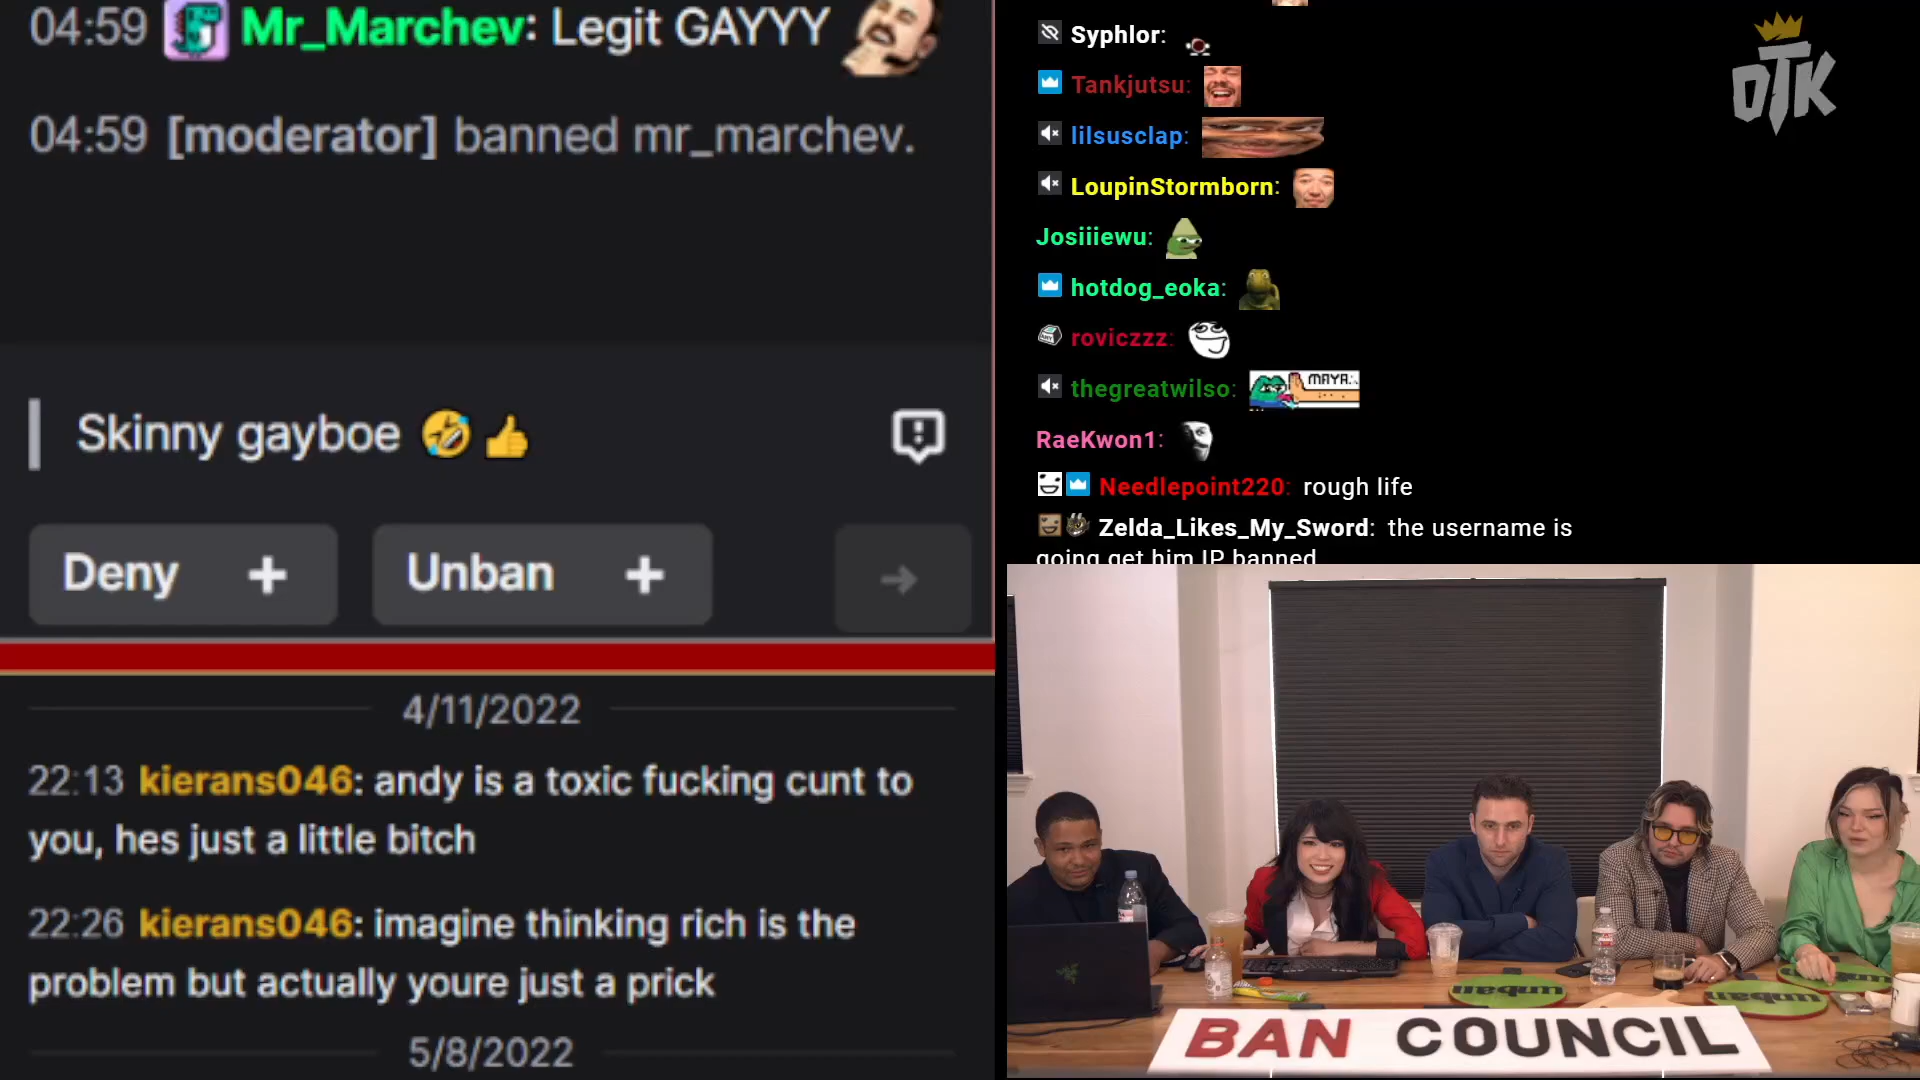 04:59 Mr_Marchev: Legit GAYYY
04:59 [moderator] banned mr_marchev.
Skinny gayboe 🤣👍
Deny +
Unban +
4/11/2022
22:13 kierans046: andy is a toxic fucking cunt to
you, hes just a little bitch
22:26 kierans046: imagine thinking rich is the
problem but actually youre just a prick
5/8/2022
Syphlor:
Tankjutsu:
lilsusclap:
LoupinStormborn:
Josiiiewu:
hotdog_eoka:
roviczzz:
thegreatwilso:
MAYA
RaeKwon1:
Needlepoint220: rough life
Zelda_Likes_My_Sword: the username is
going get him IP banned
OTK
unban
unban
BAN COUNCIL